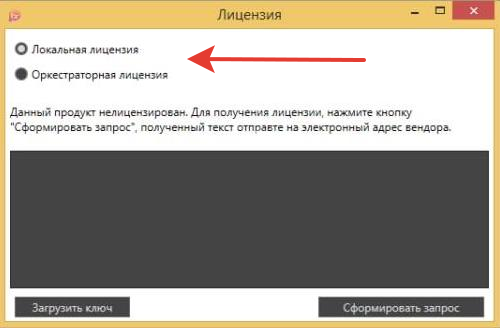 Лицензия
Локальная лицензия
Оркестраторная лицензия
Данный продукт нелицензирован. Для получения лицензии, нажмите кнопку
"Сформировать запрос", полученный текст отправте на электронный адрес вендора.
Загрузить ключ
Сформировать запрос